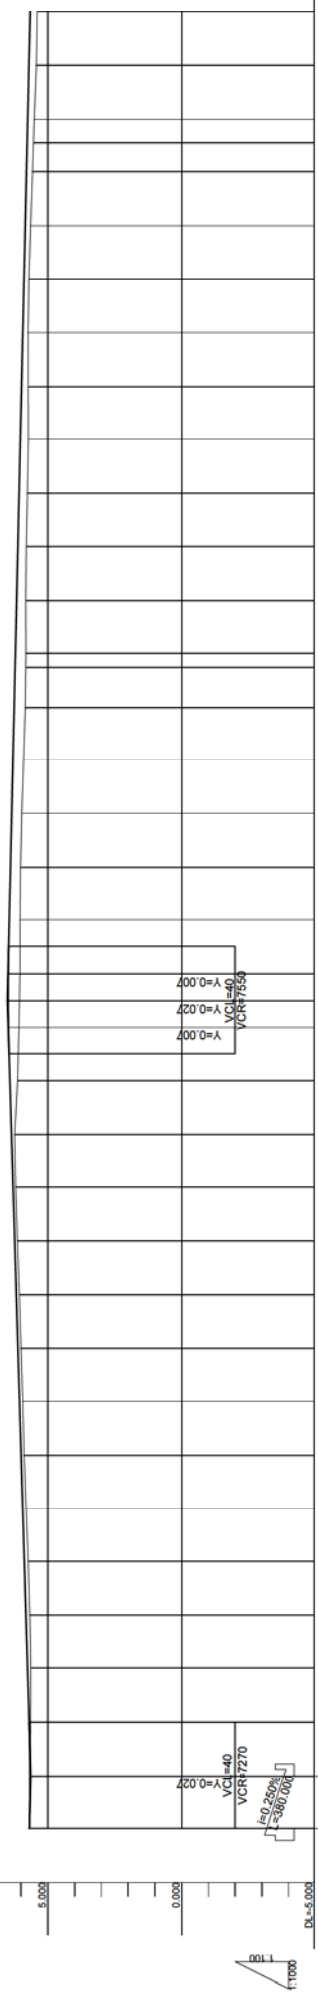 Y=0.007
Y=0.027
Y=0.007
VCL=40
VCR=7550
Y=0.027
VCL=40
VCR=7270
i=0.250%
L=380.000
5.000
0.000
DL=-5.000
1:100
1:1000